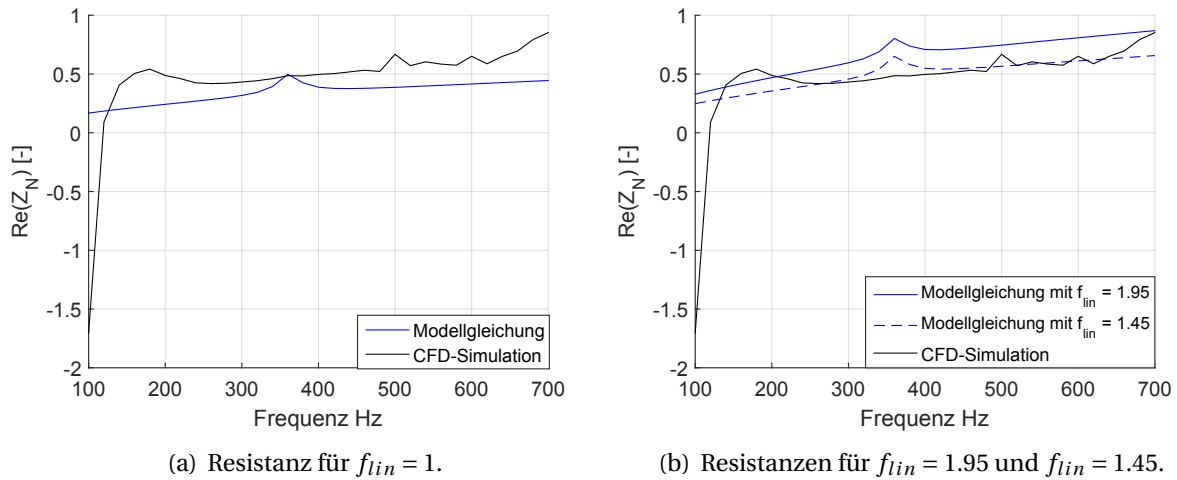 1
0.5
0
-0.5
-1
-1.5
-2
Re(Z_N) [-]
100 200 300 400 500 600 700
Frequenz Hz
Modellgleichung
CFD-Simulation
(a) Resistanz für f_lin = 1.
1
0.5
0
-0.5
-1
-1.5
-2
Re(Z_N) [-]
100 200 300 400 500 600 700
Frequenz Hz
Modellgleichung mit f_lin = 1.95
Modellgleichung mit f_lin = 1.45
CFD-Simulation
(b) Resistanzen für f_lin = 1.95 und f_lin = 1.45.